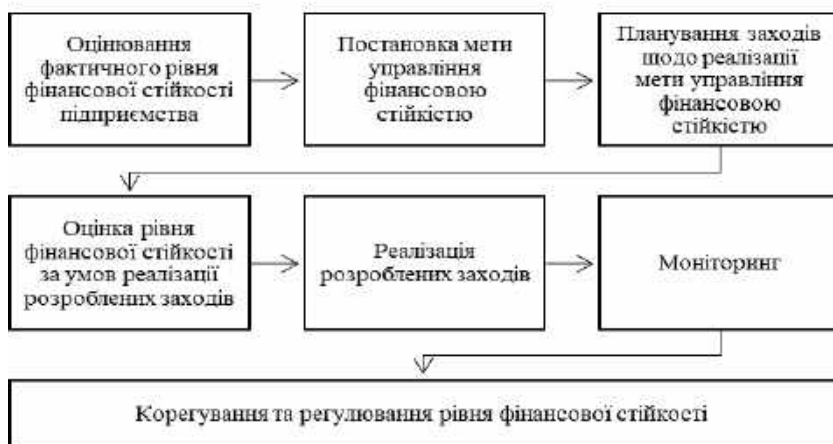 Оцінювання
фактичного рівня
фінансової стійкості
підприємства
Постановка мети
управління
фінансовою
стійкістю
Планування заходів
щодо реалізації
мети управління
фінансовою
стійкістю
Оцінка рівня
фінансової стійкості
за умов реалізації
розроблених заходів
Реалізація
розроблених заходів
Моніторинг
Корегування та регулювання рівня фінансової стійкості